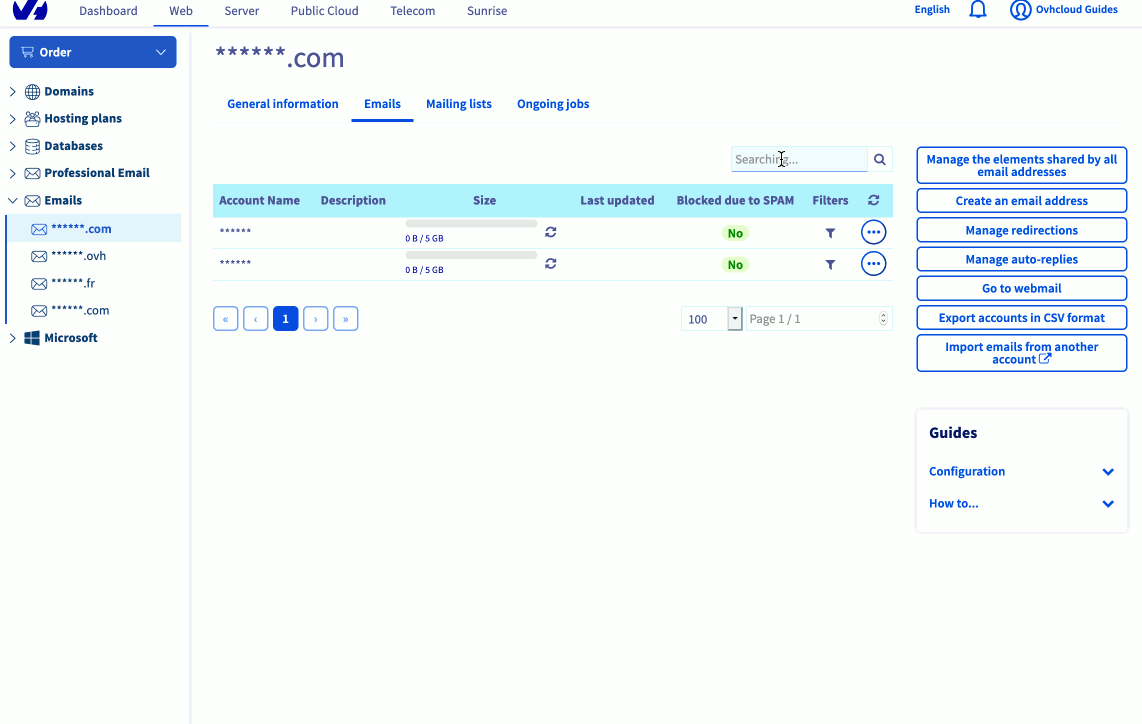 Dashboard Web Server Public Cloud Telecom Sunrise English Ovhcloud Guides
Order
Domains
Hosting plans
Databases
Professional Email
Emails
******.com
******.ovh
******.fr
******.com
Microsoft
******.com
General information Emails Mailing lists Ongoing jobs
Searching...
Account Name Description Size Last updated Blocked due to SPAM Filters
****** 0 B / 5 GB No
****** 0 B / 5 GB No
« ‹ 1 › » 100 Page 1 / 1
Manage the elements shared by all
email addresses
Create an email address
Manage redirections
Manage auto-replies
Go to webmail
Export accounts in CSV format
Import emails from another
account
Guides
Configuration
How to...